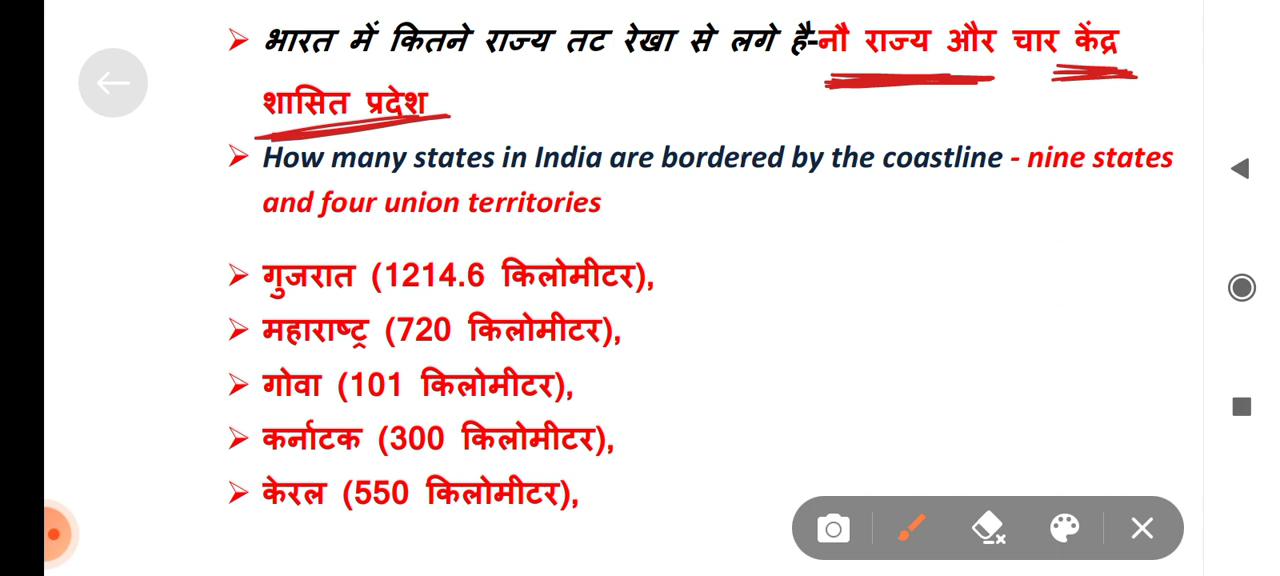 भारत में कितने राज्य तट रेखा से लगे है-नौ राज्य और चार केंद्र
शासित प्रदेश
How many states in India are bordered by the coastline - nine states
and four union territories
गुजरात (1214.6 किलोमीटर),
महाराष्ट्र (720 किलोमीटर),
गोवा (101 किलोमीटर),
कर्नाटक (300 किलोमीटर),
केरल (550 किलोमीटर),